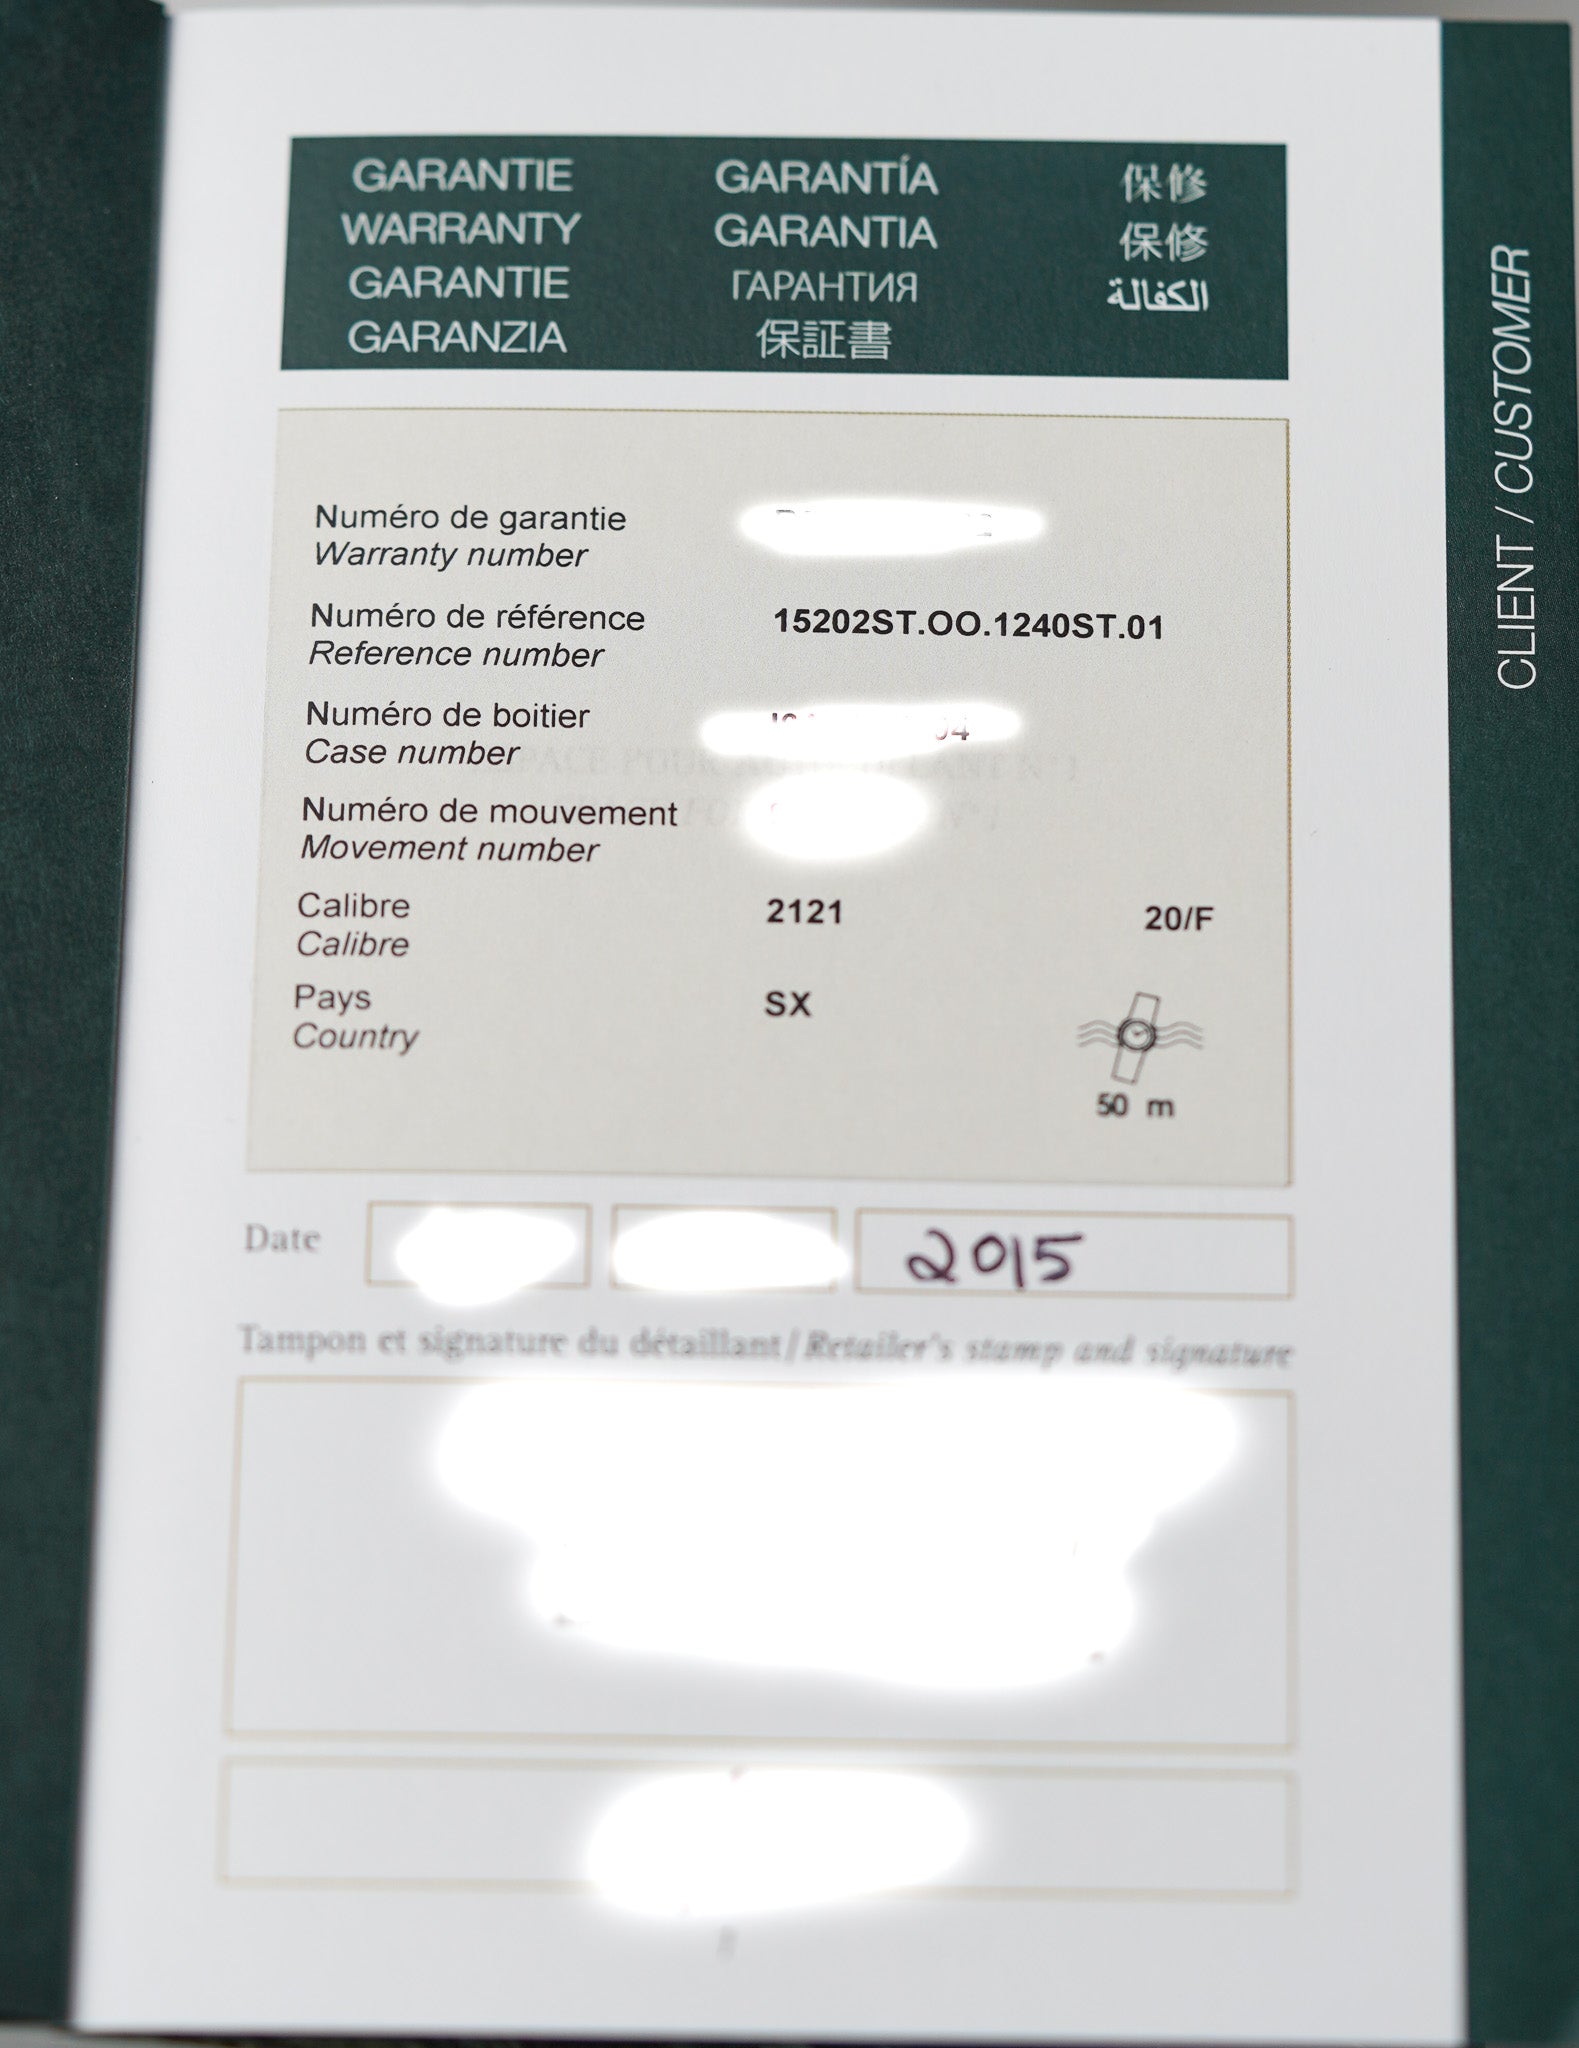 GARANTIE
WARRANTY
GARANTIE
GARANZIA
GARANTÍA
GARANTIA
ГАРАНТИЯ
保証書
保修
保修
الكفالة
CLIENT / CUSTOMER
Numéro de garantie
Warranty number
Numéro de référence 15202ST.OO.1240ST.01
Reference number
Numéro de boitier 04
Case number
Numéro de mouvement
Movement number
Calibre 2121 20/F
Calibre
Pays SX
Country
50 m
Date 2015
Tampon et signature du détaillant / Retailer's stamp and signature